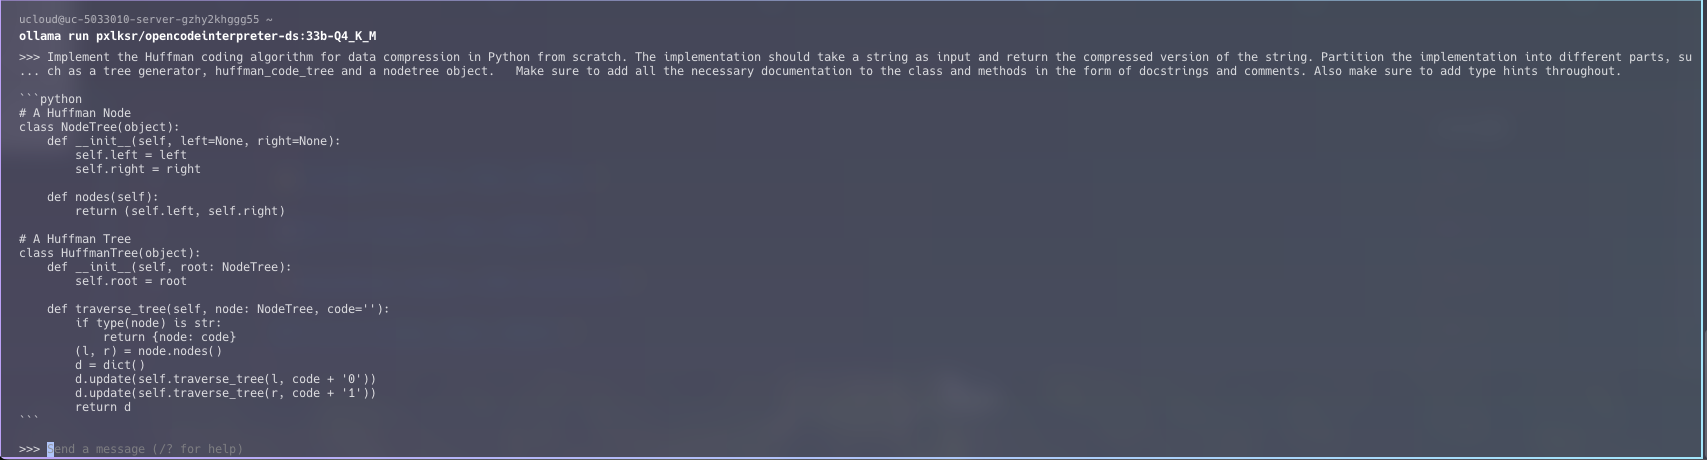 ucloud@uc-5033010-server-gzhy2khggg55 ~
ollama run pxlksr/opencodeinterpreter-ds:33b-Q4_K_M
>>> Implement the Huffman coding algorithm for data compression in Python from scratch. The implementation should take a string as input and return the compressed version of the string. Partition the implementation into different parts, su
... ch as a tree generator, huffman_code_tree and a nodetree object.   Make sure to add all the necessary documentation to the class and methods in the form of docstrings and comments. Also make sure to add type hints throughout.
```python
# A Huffman Node
class NodeTree(object):
    def __init__(self, left=None, right=None):
        self.left = left
        self.right = right
    def nodes(self):
        return (self.left, self.right)
# A Huffman Tree
class HuffmanTree(object):
    def __init__(self, root: NodeTree):
        self.root = root
    def traverse_tree(self, node: NodeTree, code=''):
        if type(node) is str:
            return {node: code}
        (l, r) = node.nodes()
        d = dict()
        d.update(self.traverse_tree(l, code + '0'))
        d.update(self.traverse_tree(r, code + '1'))
        return d
```
>>> Send a message (/? for help)